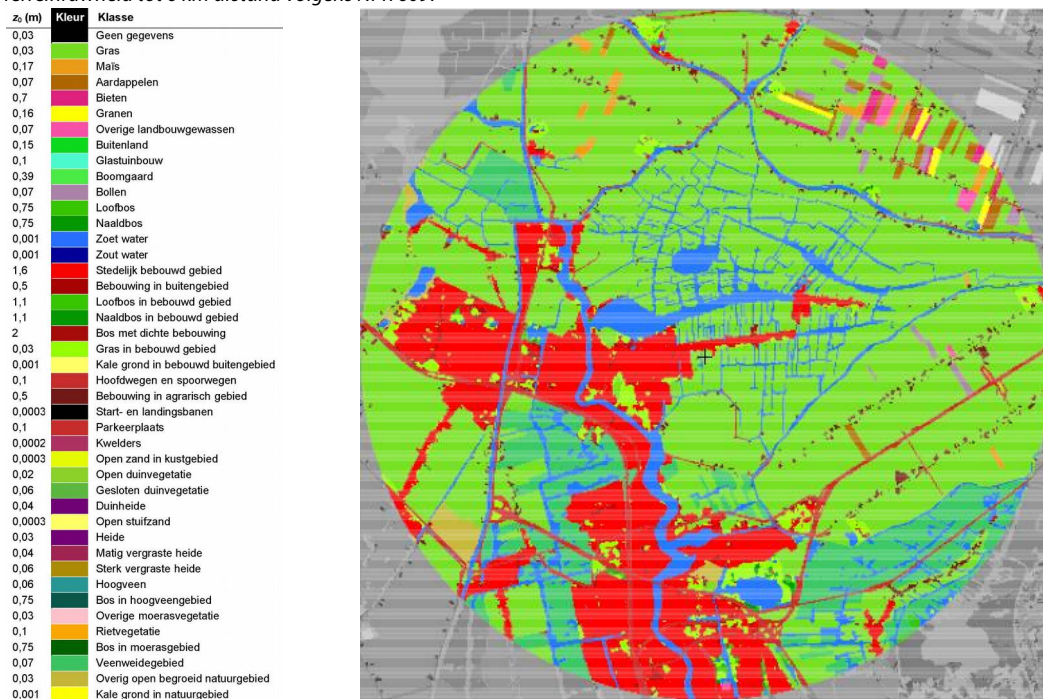 z₀ (m) Kleur Klasse
0,03 Geen gegevens
0,03 Gras
0,17 Maïs
0,07 Aardappelen
0,7 Bieten
0,16 Granen
0,07 Overige landbouwgewassen
0,15 Buitenland
0,1 Glastuinbouw
0,39 Boomgaard
0,07 Bollen
0,75 Loofbos
0,75 Naaldbos
0,001 Zoet water
0,001 Zout water
1,6 Stedelijk bebouwd gebied
0,5 Bebouwing in buitengebied
1,1 Loofbos in bebouwd gebied
1,1 Naaldbos in bebouwd gebied
2 Bos met dichte bebouwing
0,03 Gras in bebouwd gebied
0,001 Kale grond in bebouwd buitengebied
0,1 Hoofdwegen en spoorwegen
0,5 Bebouwing in agrarisch gebied
0,0003 Start- en landingsbanen
0,1 Parkeerplaats
0,0002 Kwelders
0,0003 Open zand in kustgebied
0,02 Open duinvegetatie
0,06 Gesloten duinvegetatie
0,04 Duinheide
0,0003 Open stuifzand
0,03 Heide
0,04 Matig vergraste heide
0,06 Sterk vergraste heide
0,06 Hoogveen
0,75 Bos in hoogveengebied
0,03 Overige moerasvegetatie
0,1 Rietvegetatie
0,75 Bos in moerasgebied
0,07 Veenweidegebied
0,03 Overig open begroeid natuurgebied
0,001 Kale grond in natuurgebied